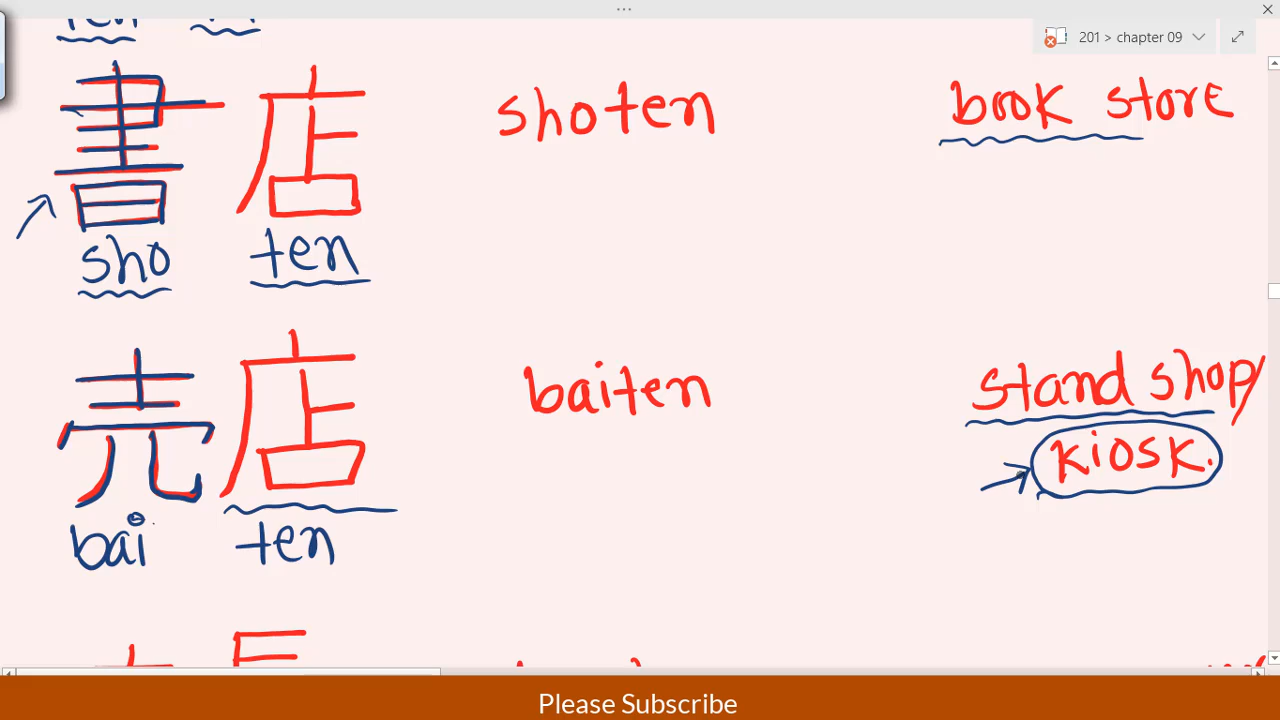 201 > chapter 09
書店 shoten book store
sho ten
売店 baiten stand shop/
kiosk.
bai ten
Please Subscribe